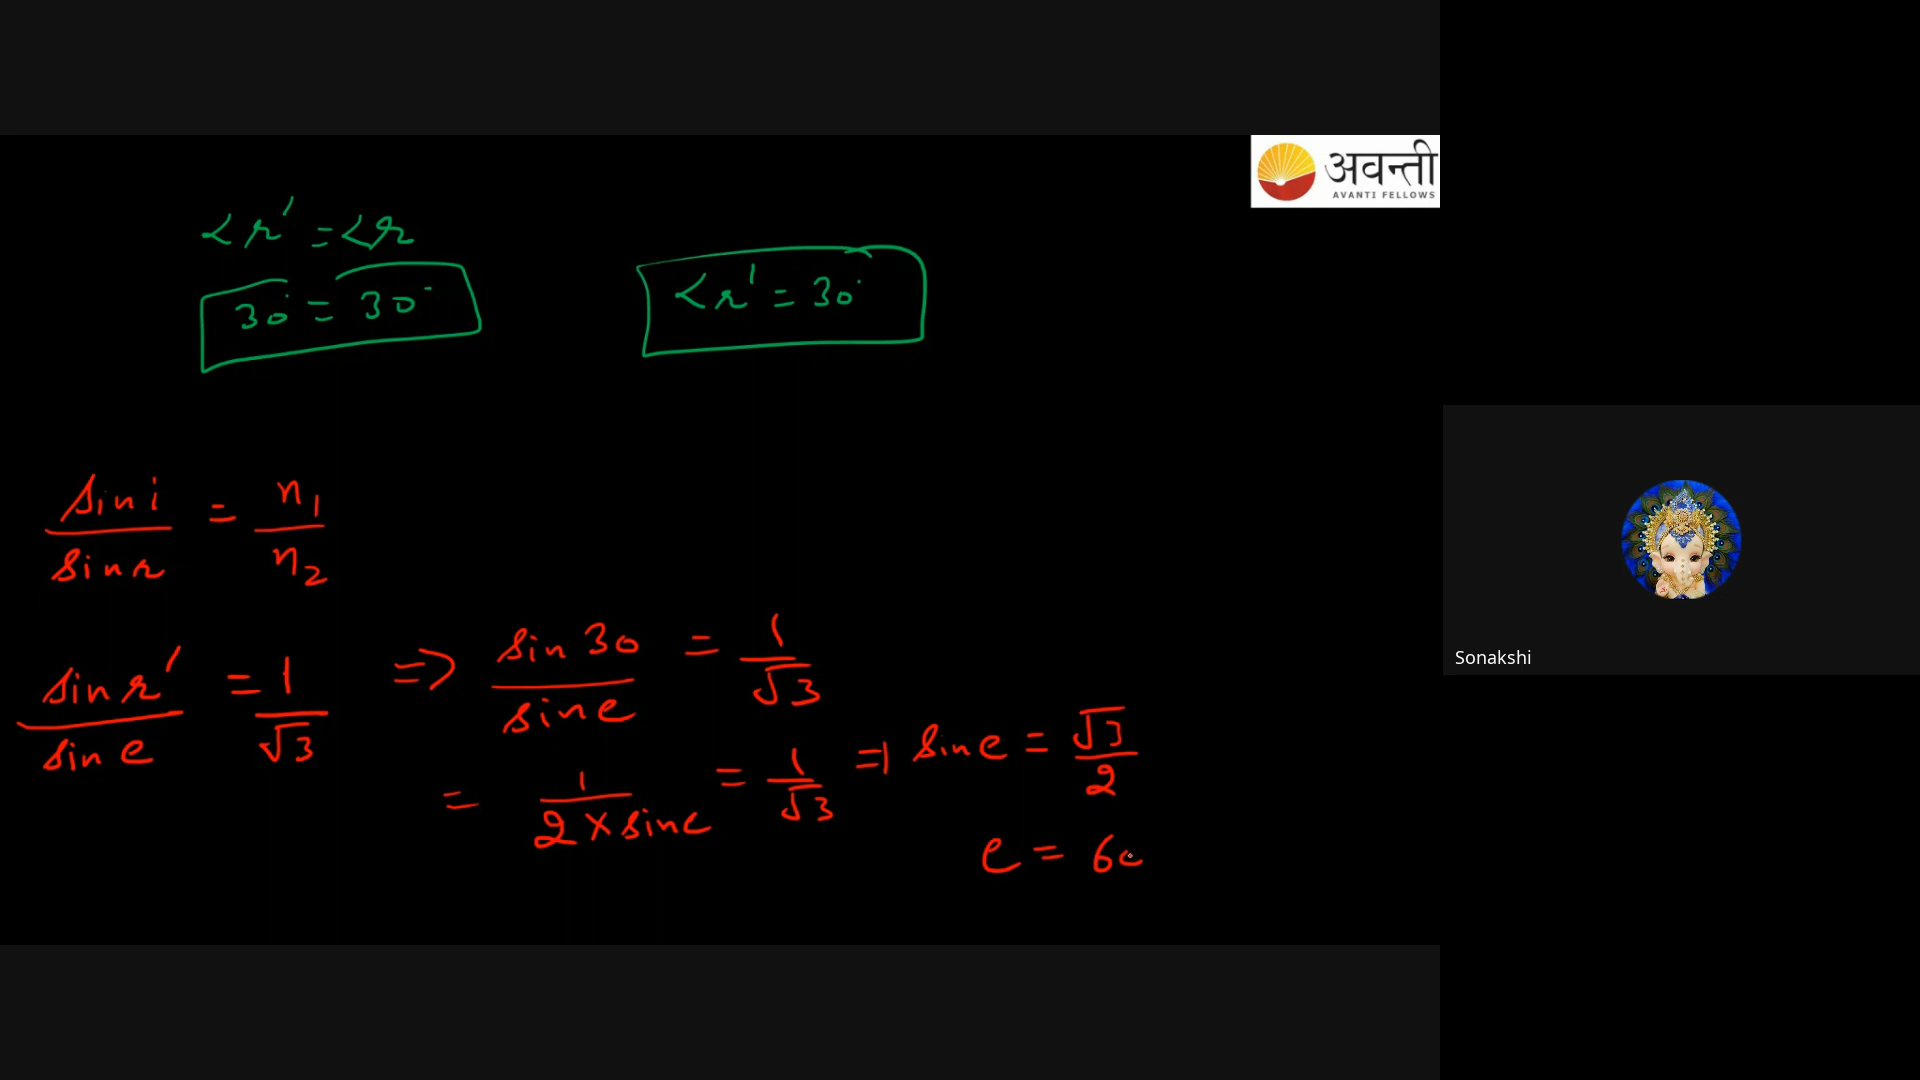 अवन्ती
AVANTI FELLOWS
<r' = <r
30° = 30°
<r' = 30°
sin i / sin r = n1 / n2
sin r' / sin e = 1 / √3 => sin 30 / sin e = 1 / √3
= 1 / 2 × sin e = 1 / √3 => sin e = √3 / 2
e = 60
Sonakshi